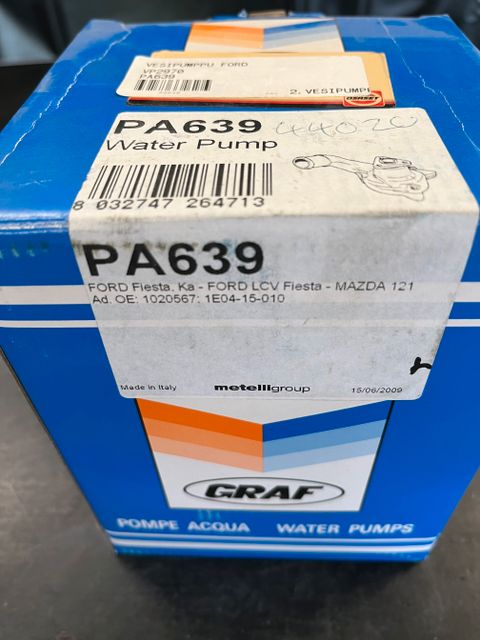 VESIPUMPPU FORD
VP2970
PA639
2. VESIPUMP
PA639 44020
Water Pump
8 032747 264713
PA639
FORD Fiesta, Ka - FORD LCV Fiesta - MAZDA 121
Ad. OE: 1020567; 1E04-15-010
Made in Italy metelligroup 15/06/2009
GRAF
POMPE ACQUA WATER PUMPS